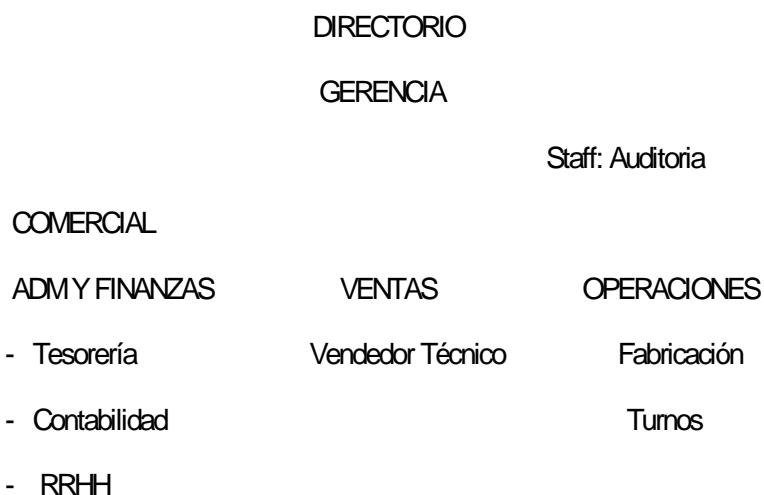 DIRECTORIO
GERENCIA
Staff: Auditoria
COMERCIAL
ADM Y FINANZAS VENTAS OPERACIONES
- Tesorería Vendedor Técnico Fabricación
- Contabilidad Turnos
- RRHH